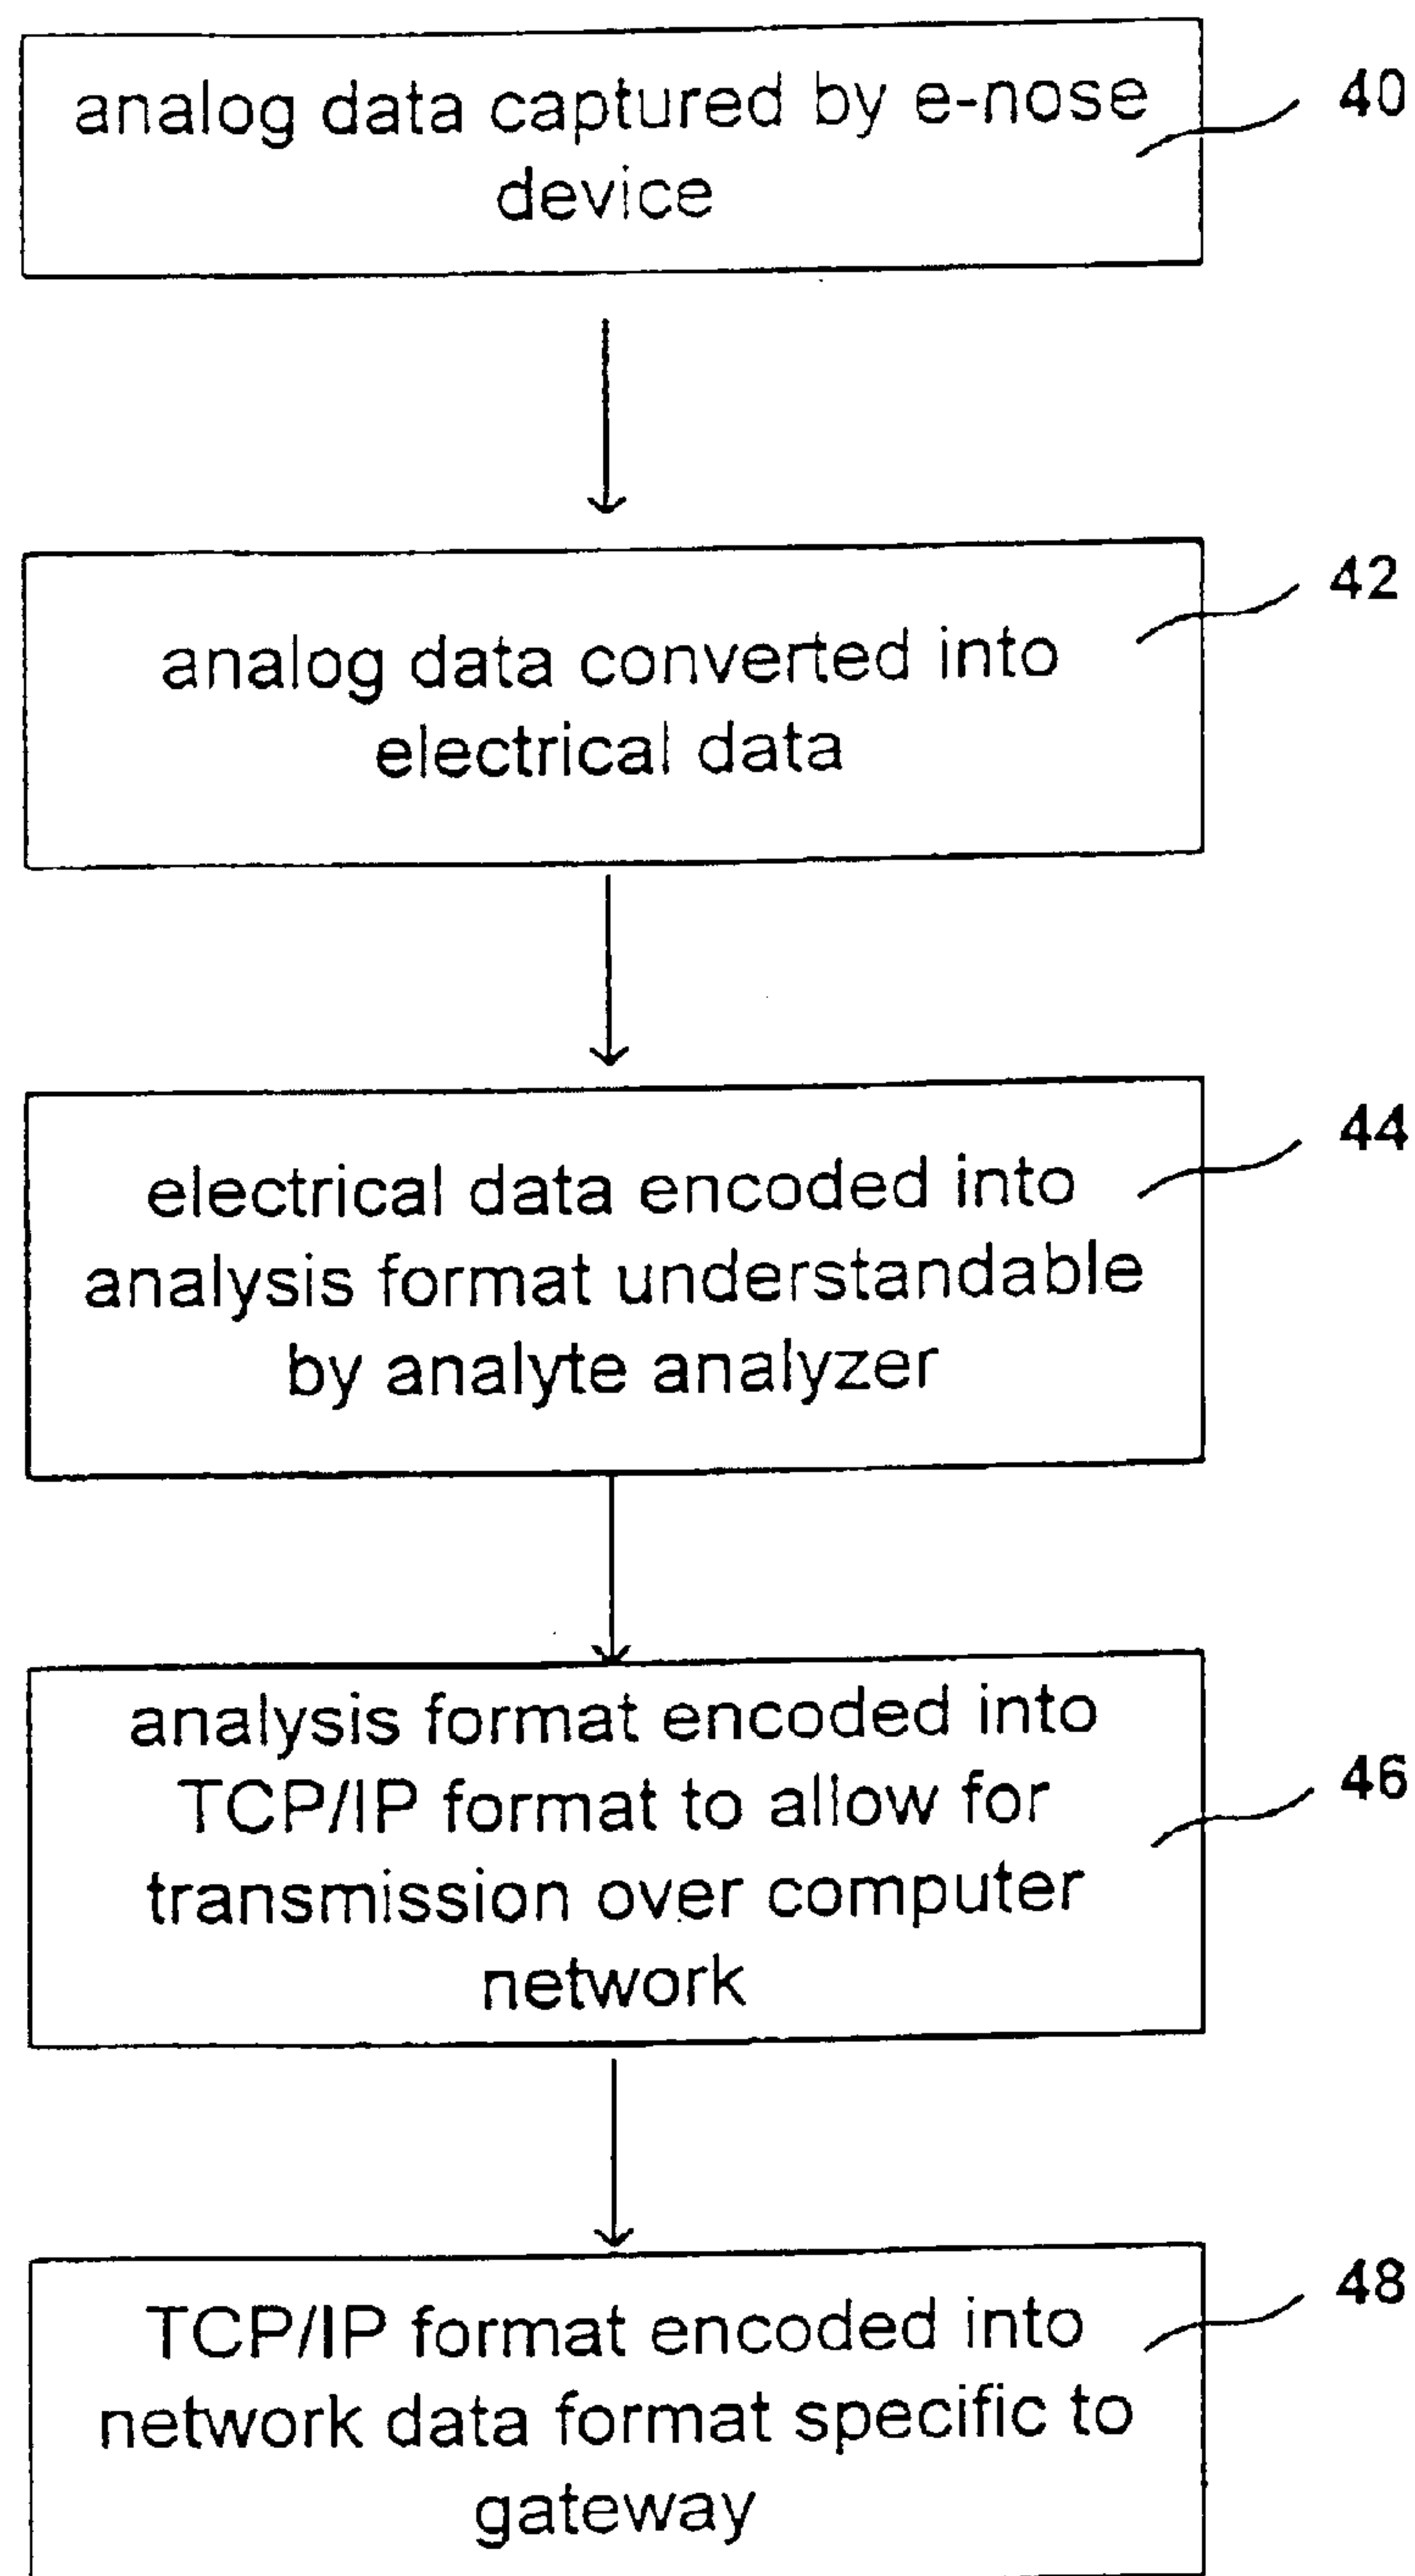 analog data captured by e-nose
device
40
analog data converted into
electrical data
42
electrical data encoded into
analysis format understandable
by analyte analyzer
44
analysis format encoded into
TCP/IP format to allow for
transmission over computer
network
46
TCP/IP format encoded into
network data format specific to
gateway
48